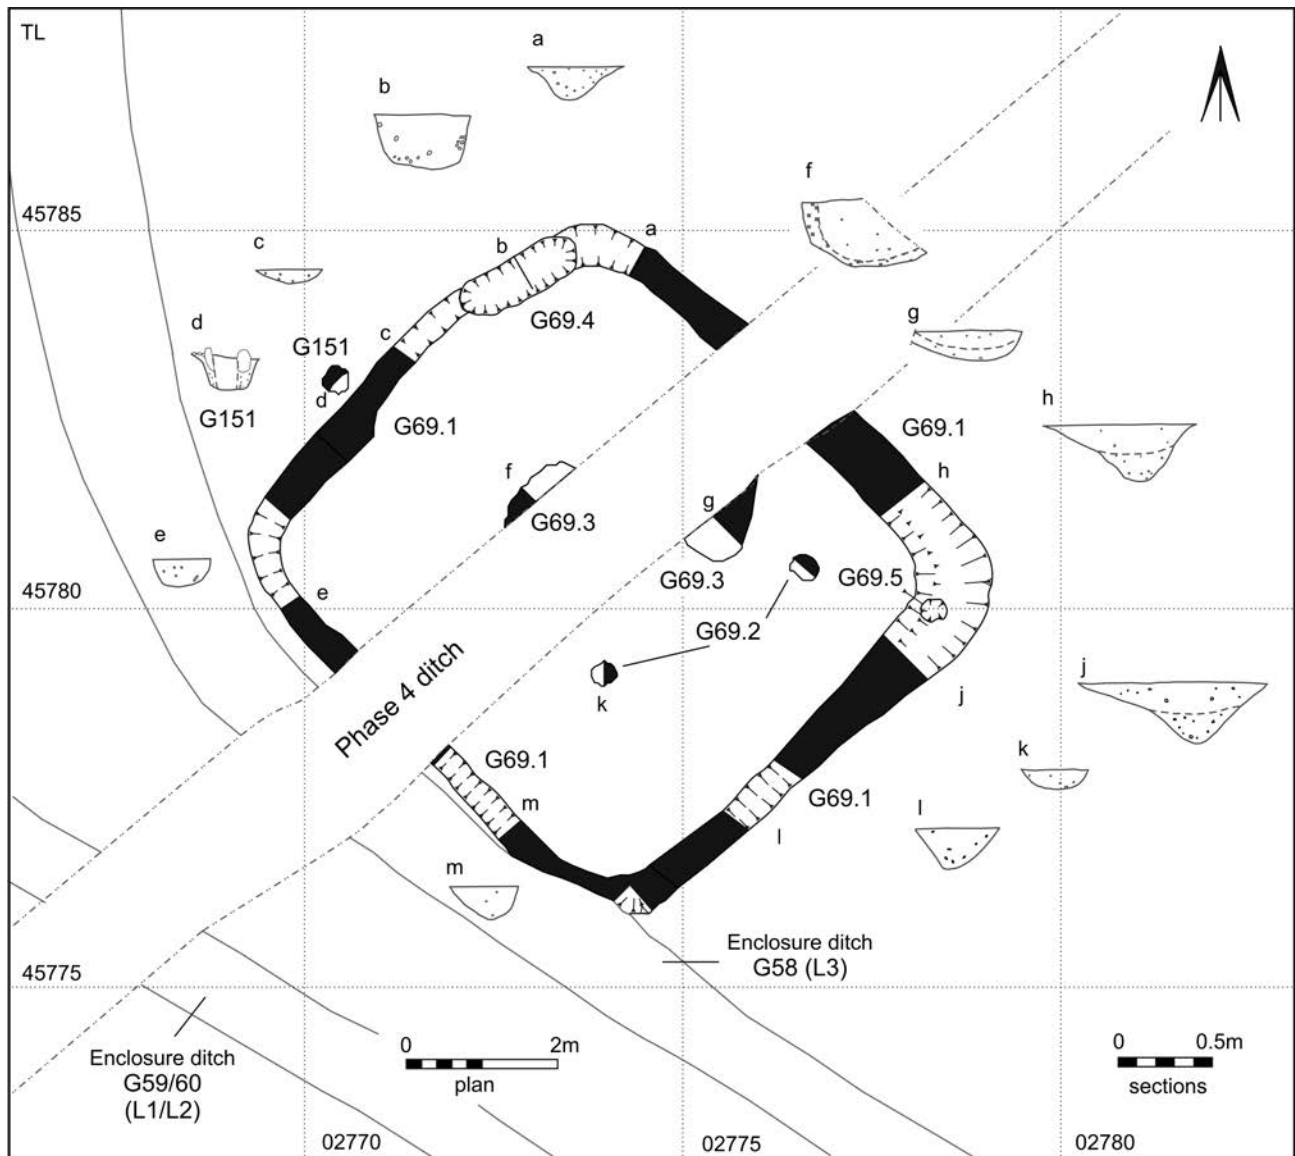 TL
a
b
f
45785
a
b
c
g
G69.4
d
c
G151
h
d
G151
G69.1
G69.1
h
f
g
G69.3
e
G69.3
G69.5
45780
e
G69.2
Phase 4 ditch
k
j
j
G69.1
k
G69.1
m
l
l
m
Enclosure ditch
G58 (L3)
45775
0 2m
plan
0 0.5m
sections
Enclosure ditch
G59/60
(L1/L2)
02770
02775
02780